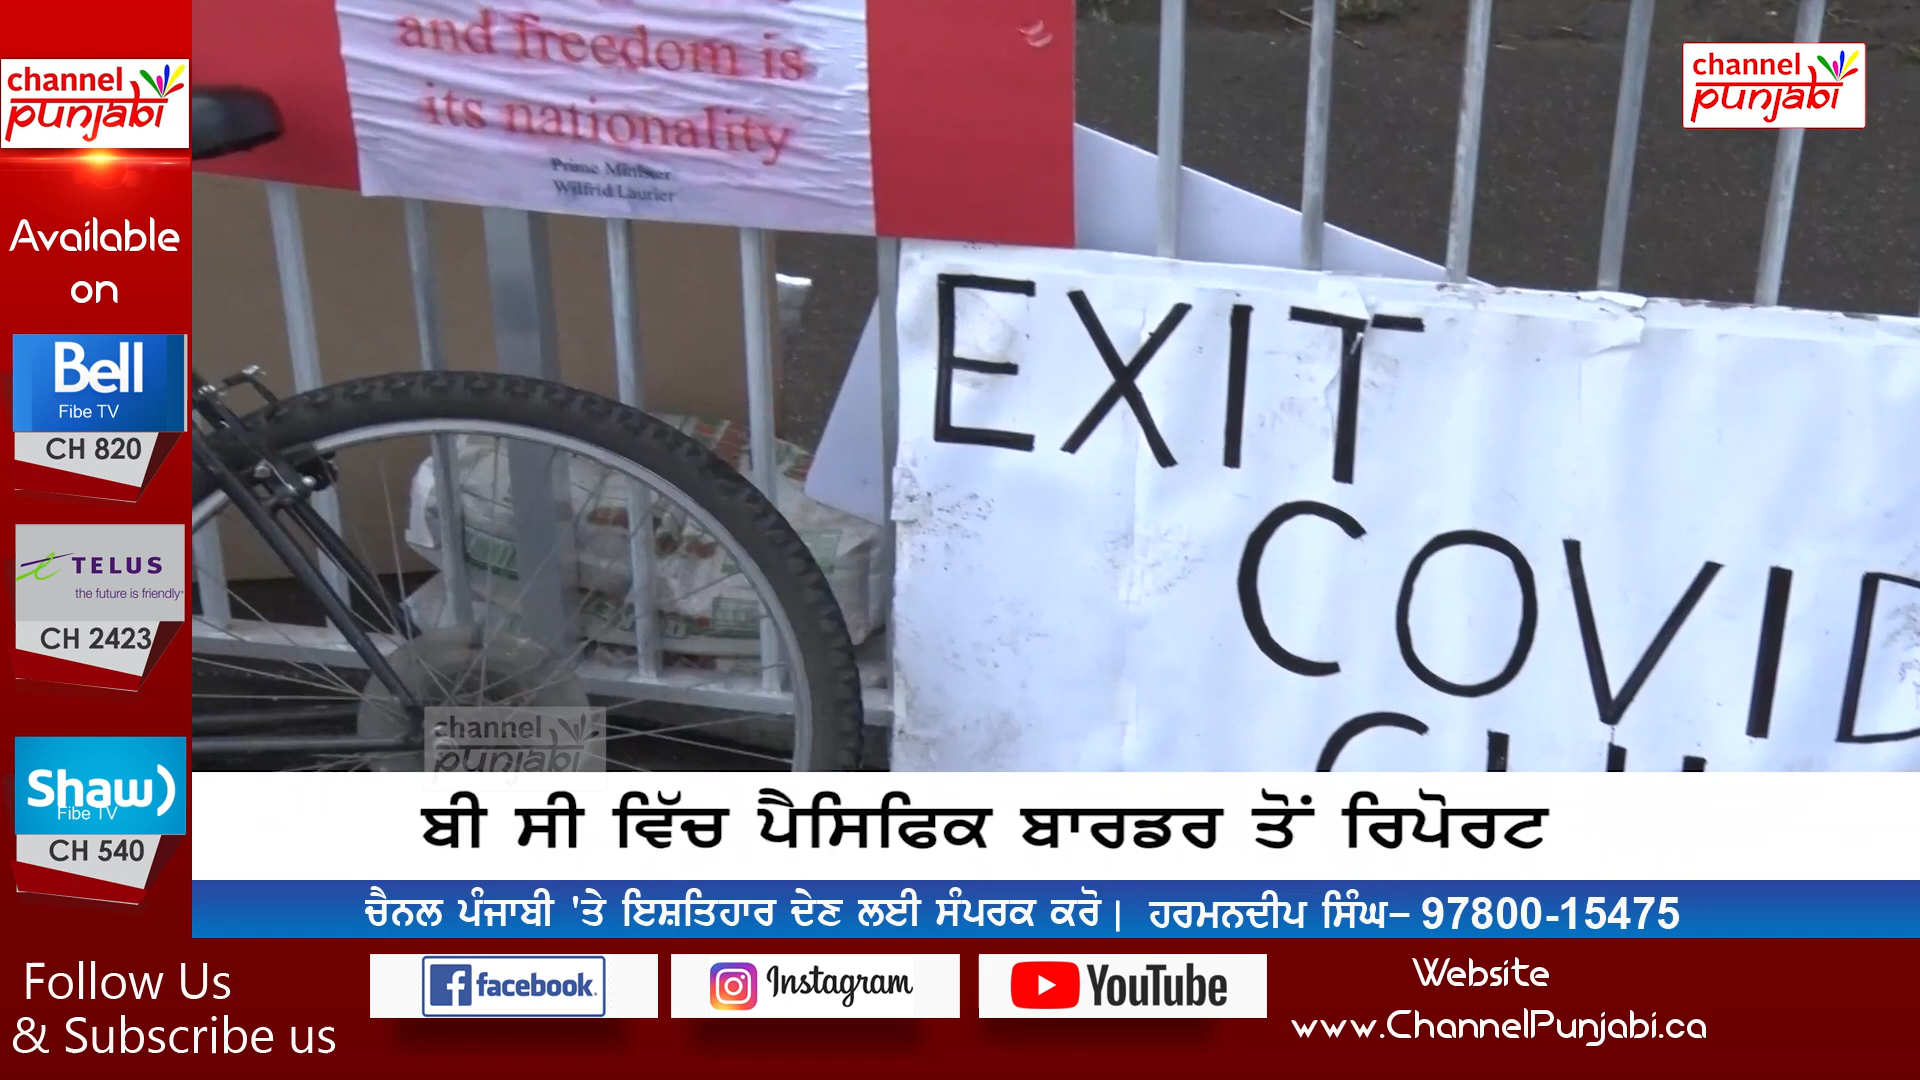 channel
punjabi
Available
on
Bell
Fibe TV
CH 820
TELUS
the future is friendly®
CH 2423
Shaw)
Fibe TV
CH 540
and freedom is
its nationality
Prime Minister
Wilfrid Laurier
channel
punjabi
EXIT
COVID
channel
punjabi
ਬੀ ਸੀ ਵਿੱਚ ਪੈਸਿਫਿਕ ਬਾਰਡਰ ਤੋਂ ਰਿਪੋਰਟ
ਚੈਨਲ ਪੰਜਾਬੀ 'ਤੇ ਇਸ਼ਤਿਹਾਰ ਦੇਣ ਲਈ ਸੰਪਰਕ ਕਰੋ। ਹਰਮਨਦੀਪ ਸਿੰਘ– 97800-15475
Follow Us
& Subscribe us
facebook.
Instagram
YouTube
Website
www.ChannelPunjabi.ca